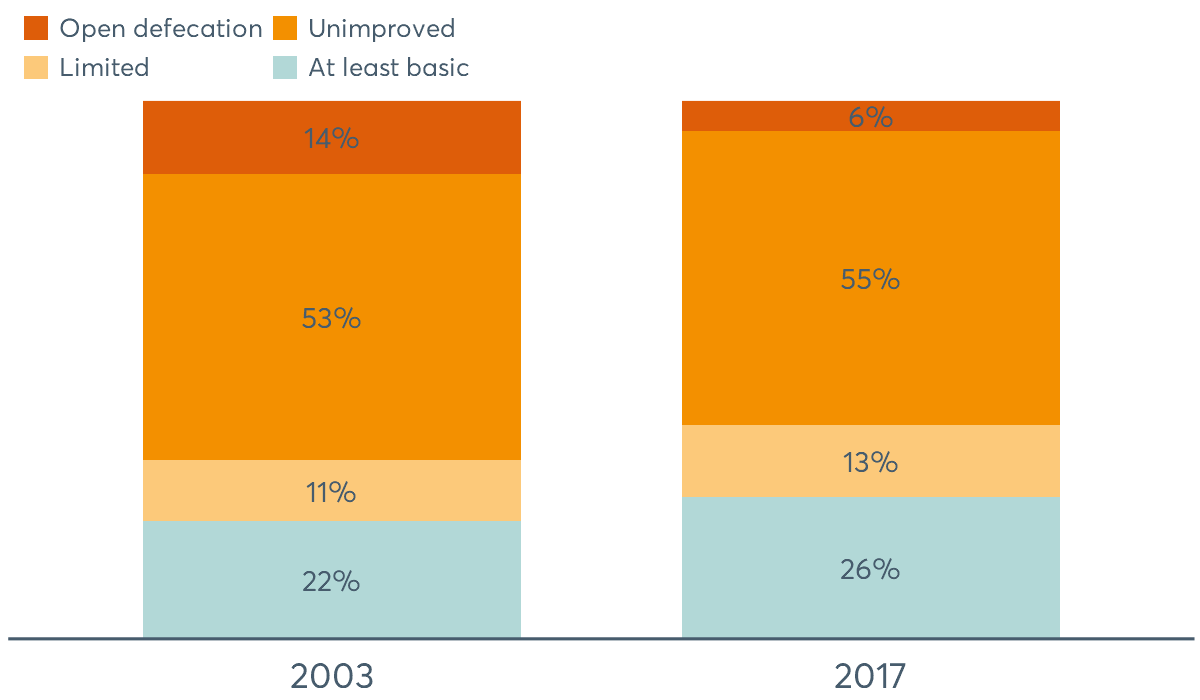 Open defecation Unimproved
Limited At least basic
14% 6%
53% 55%
11% 13%
22% 26%
2003 2017